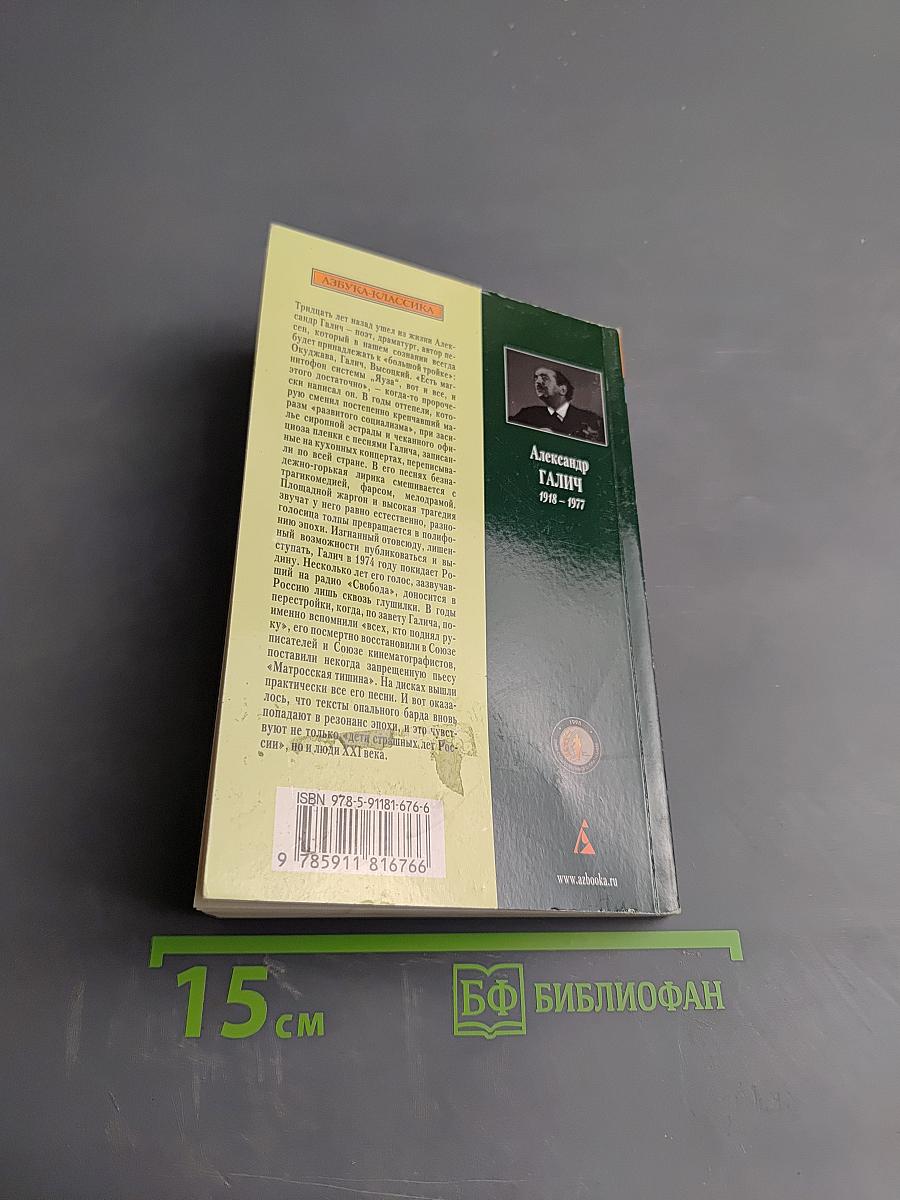 АЗБУКА-КЛАССИКА
Тридцать лет назад ушел из жизни Алек-
сандр Галич – поэт, драматург, автор пе-
сен, который в нашем сознании всегда
будет принадлежать к «большой тройке»:
Окуджава, Галич, Высоцкий. «Есть маг-
нитофон системы „Яуза“, вот и все, и
этого достаточно», – когда-то пророче-
ски написал он. В годы оттепели, кото-
рую сменил постепенно крепчавший ма-
разм «развитого социализма», при заси-
лье сиропной эстрады и чеканного офи-
циоза пленки с песнями Галича, записан-
ные на кухонных концертах, переписыва-
ли по всей стране. В его песнях безна-
дежно-горькая лирика смешивается с
трагикомедией, фарсом, мелодрамой.
Площадной жаргон и высокая трагедия
звучат у него равно естественно, разно-
голосица толпы превращается в полифо-
нию эпохи. Изгнанный отовсюду, лишен-
ный возможности публиковаться и вы-
ступать, Галич в 1974 году покидает Ро-
дину. Несколько лет его голос, зазвучав-
ший на радио «Свобода», доносится в
Россию лишь сквозь глушилки. В годы
перестройки, когда, по завету Галича, по-
именно вспомнили «всех, кто поднял ру-
ку», его посмертно восстановили в Союзе
писателей и Союзе кинематографистов,
поставили некогда запрещенную пьесу
«Матросская тишина». На дисках вышли
практически все его песни. И вот оказа-
лось, что тексты опального барда вновь
попадают в резонанс эпохи, и это чувст-
вуют не только «дети страшных лет Рос-
сии», но и люди XXI века.
ISBN 978-5-91181-676-6
9 785911 816766
Александр
ГАЛИЧ
1918 – 1977
1998
www.azbooka.ru
15 см
БФ БИБЛИОФАН